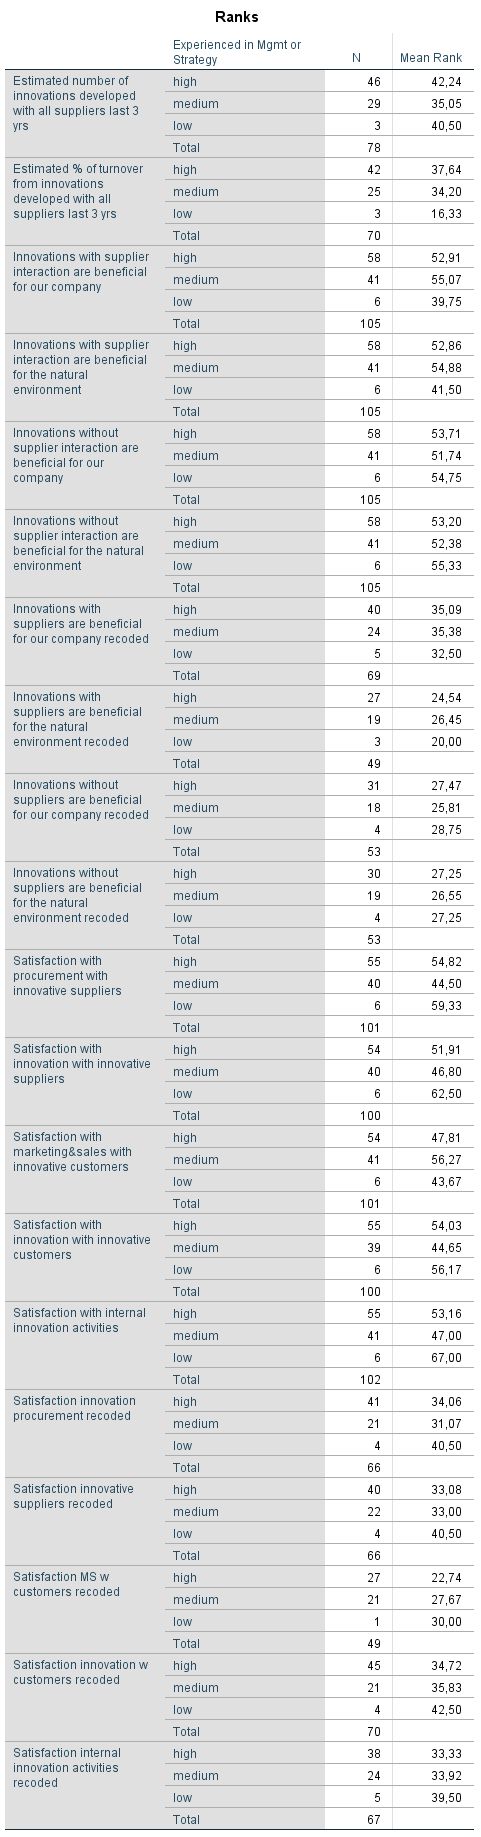 Ranks
Experienced in Mgmt or
Strategy N Mean Rank
Estimated number of
innovations developed
with all suppliers last 3
yrs
high 46 42,24
medium 29 35,05
low 3 40,50
Total 78
Estimated % of turnover
from innovations
developed with all
suppliers last 3 yrs
high 42 37,64
medium 25 34,20
low 3 16,33
Total 70
Innovations with supplier
interaction are beneficial
for our company
high 58 52,91
medium 41 55,07
low 6 39,75
Total 105
Innovations with supplier
interaction are beneficial
for the natural
environment
high 58 52,86
medium 41 54,88
low 6 41,50
Total 105
Innovations without
supplier interaction are
beneficial for our
company
high 58 53,71
medium 41 51,74
low 6 54,75
Total 105
Innovations without
supplier interaction are
beneficial for the natural
environment
high 58 53,20
medium 41 52,38
low 6 55,33
Total 105
Innovations with
suppliers are beneficial
for our company recoded
high 40 35,09
medium 24 35,38
low 5 32,50
Total 69
Innovations with
suppliers are beneficial
for the natural
environment recoded
high 27 24,54
medium 19 26,45
low 3 20,00
Total 49
Innovations without
suppliers are beneficial
for our company recoded
high 31 27,47
medium 18 25,81
low 4 28,75
Total 53
Innovations without
suppliers are beneficial
for the natural
environment recoded
high 30 27,25
medium 19 26,55
low 4 27,25
Total 53
Satisfaction with
procurement with
innovative suppliers
high 55 54,82
medium 40 44,50
low 6 59,33
Total 101
Satisfaction with
innovation with innovative
suppliers
high 54 51,91
medium 40 46,80
low 6 62,50
Total 100
Satisfaction with
marketing&sales with
innovative customers
high 54 47,81
medium 41 56,27
low 6 43,67
Total 101
Satisfaction with
innovation with innovative
customers
high 55 54,03
medium 39 44,65
low 6 56,17
Total 100
Satisfaction with internal
innovation activities
high 55 53,16
medium 41 47,00
low 6 67,00
Total 102
Satisfaction innovation
procurement recoded
high 41 34,06
medium 21 31,07
low 4 40,50
Total 66
Satisfaction innovative
suppliers recoded
high 40 33,08
medium 22 33,00
low 4 40,50
Total 66
Satisfaction MS w
customers recoded
high 27 22,74
medium 21 27,67
low 1 30,00
Total 49
Satisfaction innovation w
customers recoded
high 45 34,72
medium 21 35,83
low 4 42,50
Total 70
Satisfaction internal
innovation activities
recoded
high 38 33,33
medium 24 33,92
low 5 39,50
Total 67